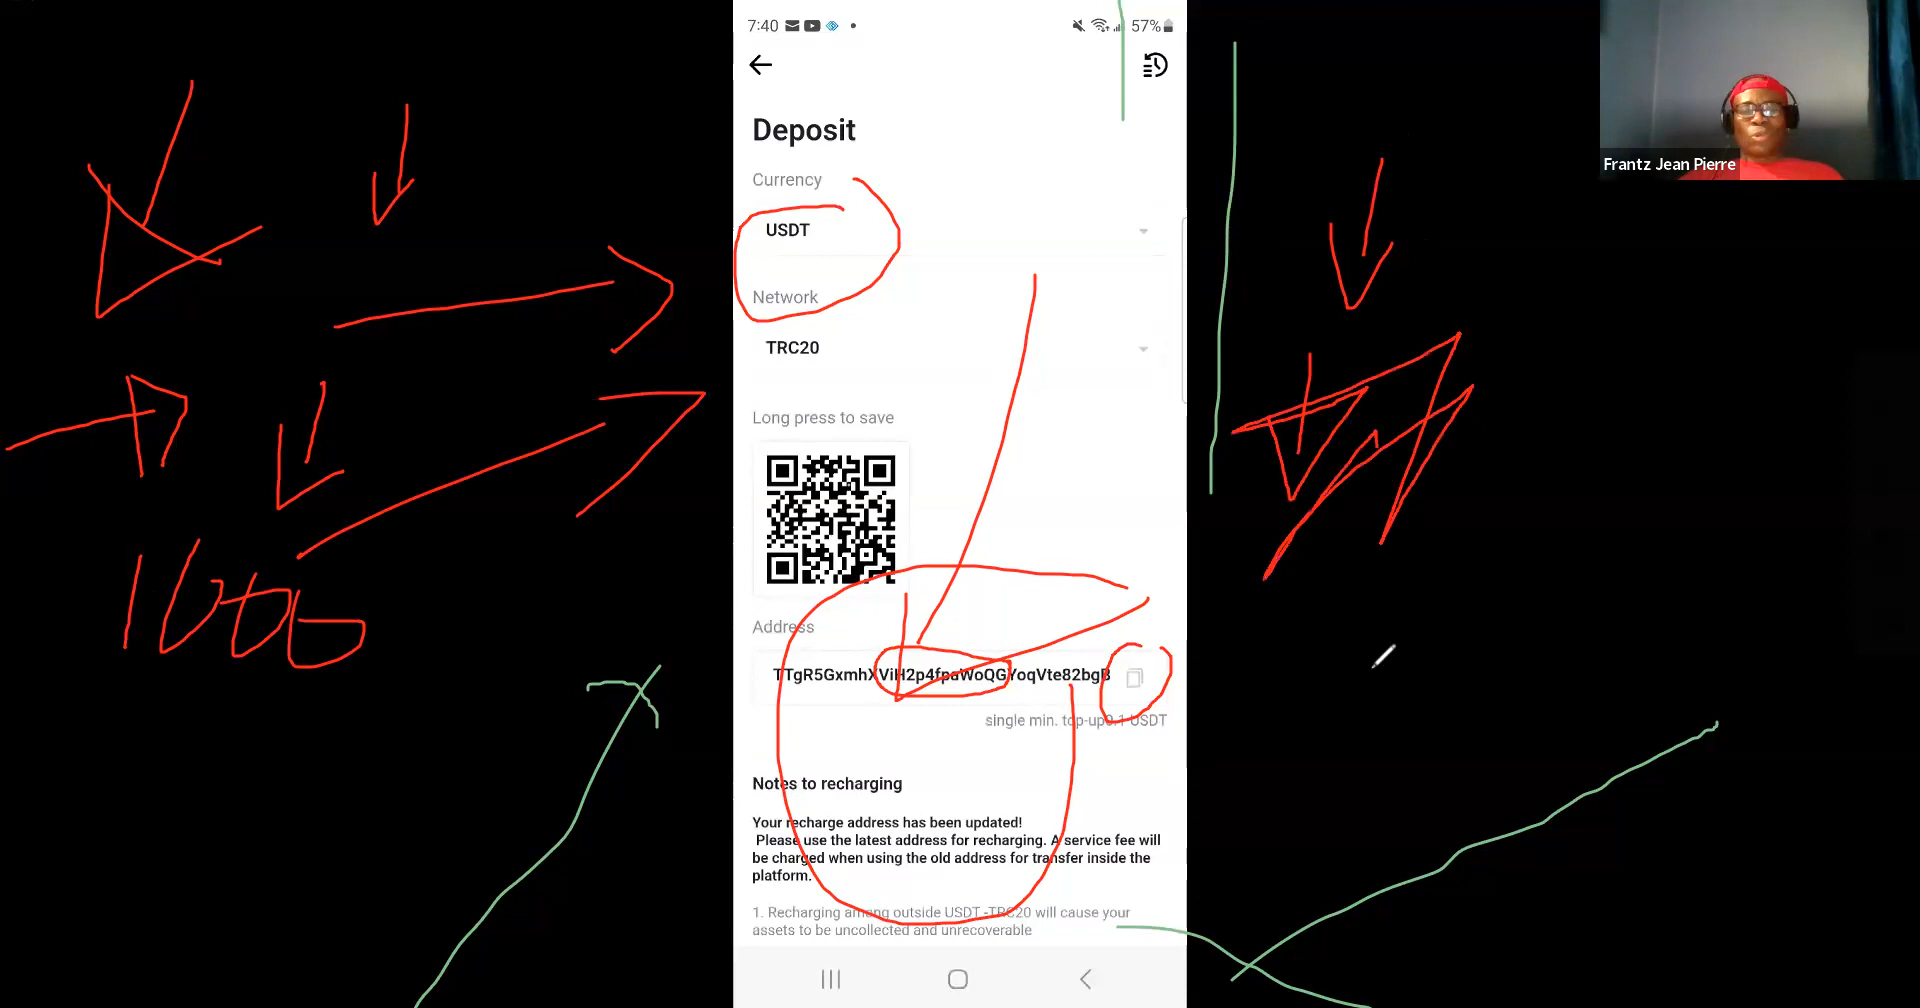 7:40
57%
Deposit
Currency
USDT
Network
TRC20
Long press to save
Address
TTgR5GxmhXViH2p4fpaWoQGYoqVte82bgB
single min. top-up0.1 USDT
Notes to recharging
Your recharge address has been updated!
Please use the latest address for recharging. A service fee will
be charged when using the old address for transfer inside the
platform.
1. Recharging among outside USDT -TRC20 will cause your
assets to be uncollected and unrecoverable
1000
Frantz Jean Pierre